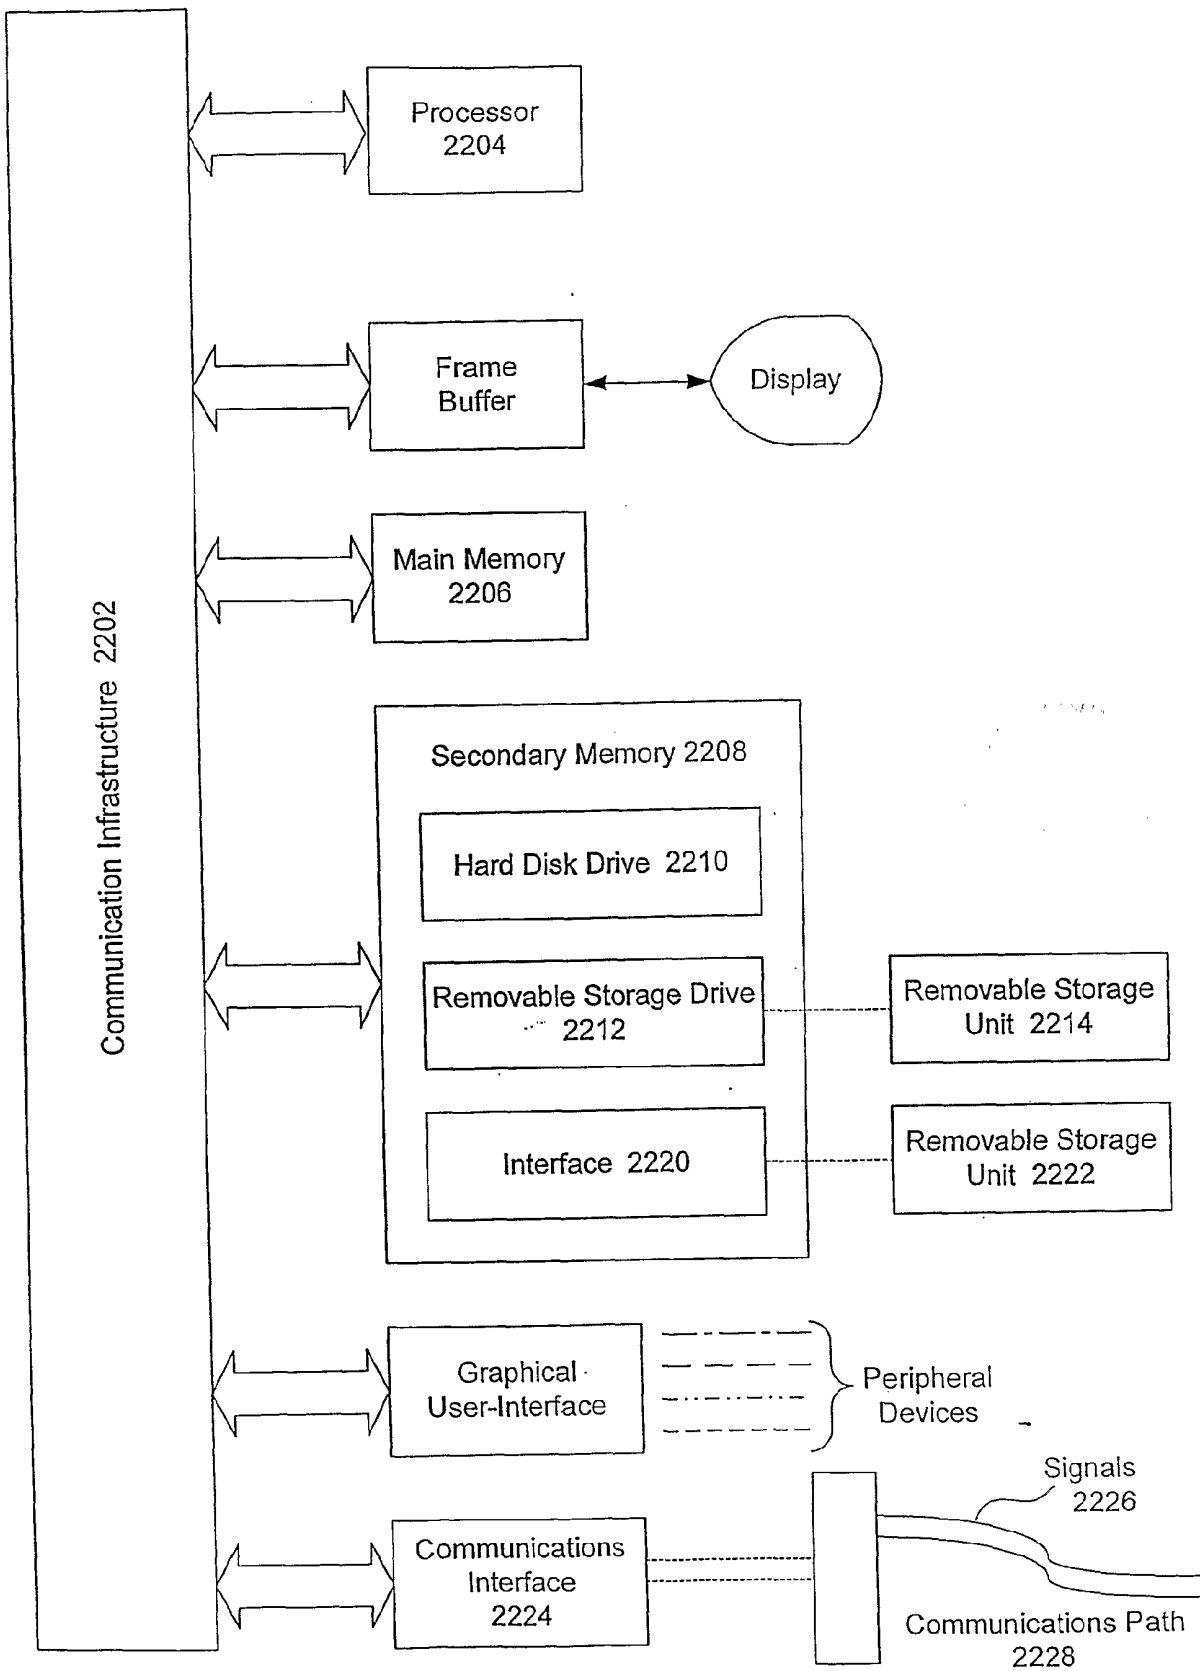 Processor
2204
Frame
Buffer
Display
Main Memory
2206
Communication Infrastructure 2202
Secondary Memory 2208
Hard Disk Drive 2210
Removable Storage Drive
2212
Removable Storage
Unit 2214
Interface 2220
Removable Storage
Unit 2222
Graphical
User-Interface
Peripheral
Devices
Signals
2226
Communications
Interface
2224
Communications Path
2228